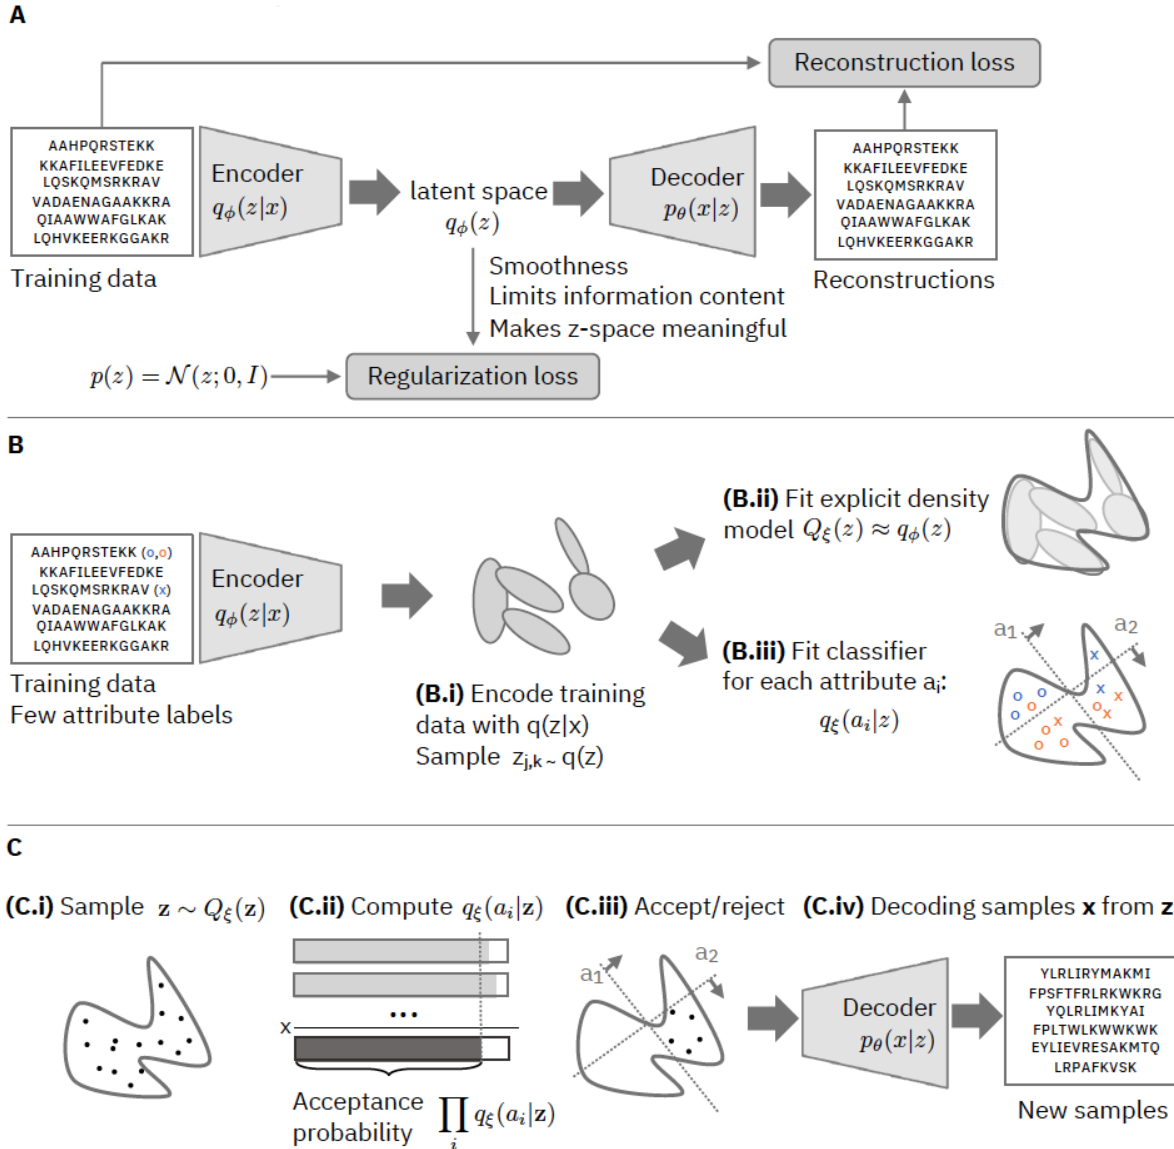 A
Reconstruction loss
AAHPQRSTEKK
KKAFILEEVFEDKE
LQSKQMSRKRAV
VADAENAGAAKKRA
QIAAWWAFGLKAK
LQHVKEERKGGAKR
Training data
Encoder
qϕ(z|x)
latent space
qϕ(z)
Decoder
pθ(x|z)
AAHPQRSTEKK
KKAFILEEVFEDKE
LQSKQMSRKRAV
VADAENAGAAKKRA
QIAAWWAFGLKAK
LQHVKEERKGGAKR
Reconstructions
Smoothness
Limits information content
Makes z-space meaningful
p(z) = 𝒩(z; 0, I)
Regularization loss
B
AAHPQRSTEKK (o,o)
KKAFILEEVFEDKE
LQSKQMSRKRAV (x)
VADAENAGAAKKRA
QIAAWWAFGLKAK
LQHVKEERKGGAKR
Training data
Few attribute labels
Encoder
qϕ(z|x)
(B.i) Encode training
data with q(z|x)
Sample zj,k ~ q(z)
(B.ii) Fit explicit density
model Qξ(z) ≈ qϕ(z)
(B.iii) Fit classifier
for each attribute ai:
qξ(ai|z)
a1
a2
x
x
x
x
x
o
o
o
o
o
o
o
o
C
(C.i) Sample z ∼ Qξ(z)
(C.ii) Compute qξ(ai|z)
...
x
Acceptance
probability
∏i qξ(ai|z)
(C.iii) Accept/reject
a1
a2
(C.iv) Decoding samples x from z
Decoder
pθ(x|z)
YLRLIRYMAKMI
FPSFTFRLRKWKRG
YQLRLIMKYAI
FPLTWLKWWKWK
EYLIEVRESAKMTQ
LRPAFKVSK
New samples